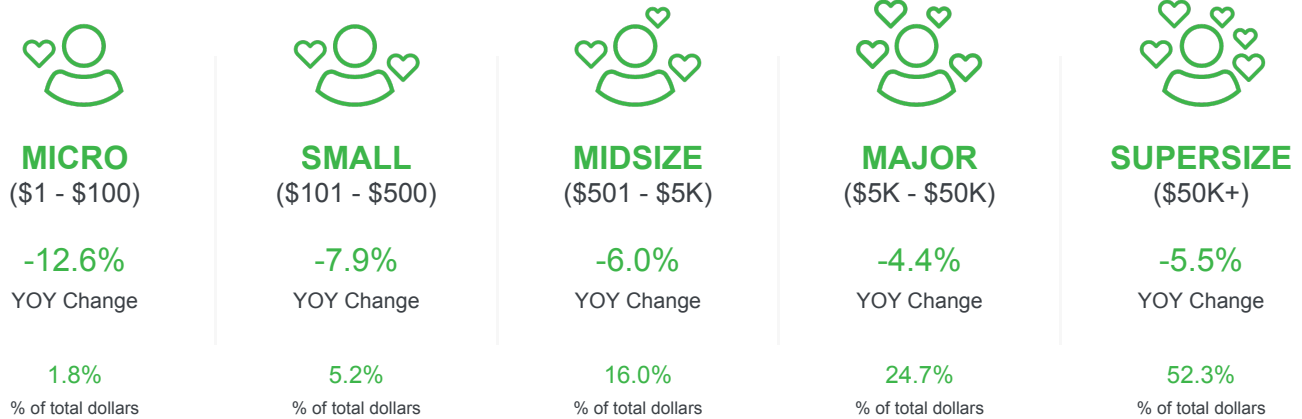 MICRO
($1 - $100)
-12.6%
YOY Change
1.8%
% of total dollars
SMALL
($101 - $500)
-7.9%
YOY Change
5.2%
% of total dollars
MIDSIZE
($501 - $5K)
-6.0%
YOY Change
16.0%
% of total dollars
MAJOR
($5K - $50K)
-4.4%
YOY Change
24.7%
% of total dollars
SUPERSIZE
($50K+)
-5.5%
YOY Change
52.3%
% of total dollars